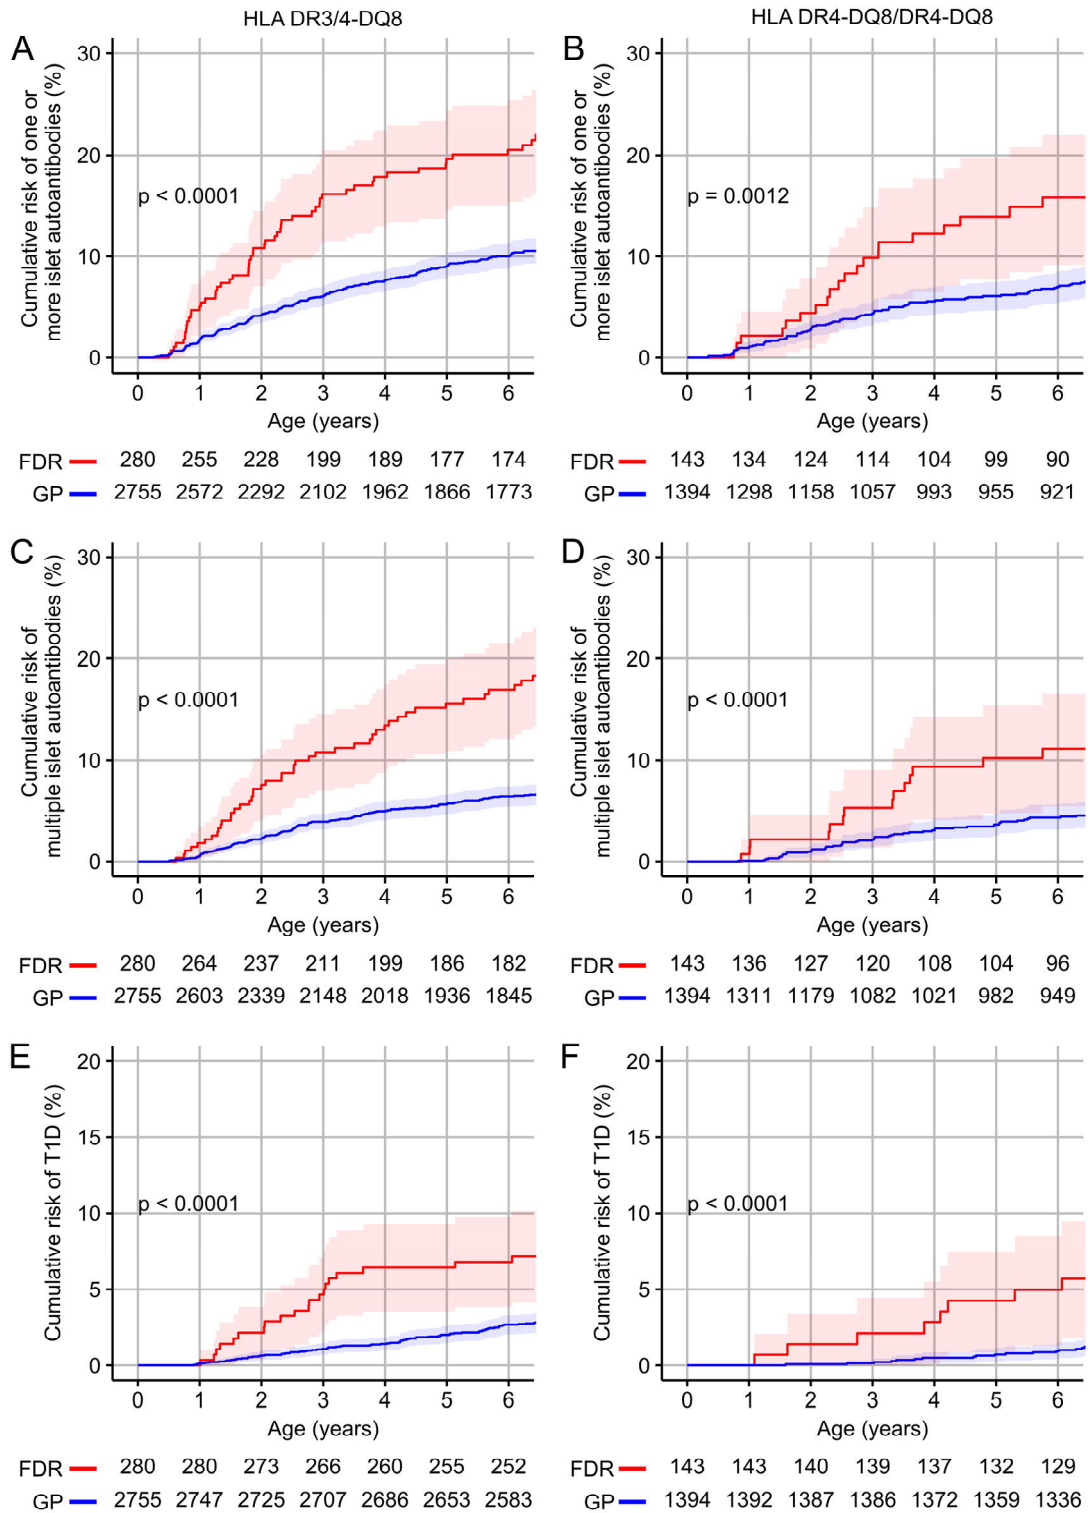 HLA DR3/4-DQ8
HLA DR4-DQ8/DR4-DQ8
A
Cumulative risk of one or
more islet autoantibodies (%)
30
20
10
0
p < 0.0001
0 1 2 3 4 5 6
Age (years)
FDR 280 255 228 199 189 177 174
GP 2755 2572 2292 2102 1962 1866 1773
B
Cumulative risk of one or
more islet autoantibodies (%)
30
20
10
0
p = 0.0012
0 1 2 3 4 5 6
Age (years)
FDR 143 134 124 114 104 99 90
GP 1394 1298 1158 1057 993 955 921
C
Cumulative risk of
multiple islet autoantibodies (%)
30
20
10
0
p < 0.0001
0 1 2 3 4 5 6
Age (years)
FDR 280 264 237 211 199 186 182
GP 2755 2603 2339 2148 2018 1936 1845
D
Cumulative risk of
multiple islet autoantibodies (%)
30
20
10
0
p < 0.0001
0 1 2 3 4 5 6
Age (years)
FDR 143 136 127 120 108 104 96
GP 1394 1311 1179 1082 1021 982 949
E
Cumulative risk of T1D (%)
20
15
10
5
0
p < 0.0001
0 1 2 3 4 5 6
Age (years)
FDR 280 280 273 266 260 255 252
GP 2755 2747 2725 2707 2686 2653 2583
F
Cumulative risk of T1D (%)
20
15
10
5
0
p < 0.0001
0 1 2 3 4 5 6
Age (years)
FDR 143 143 140 139 137 132 129
GP 1394 1392 1387 1386 1372 1359 1336